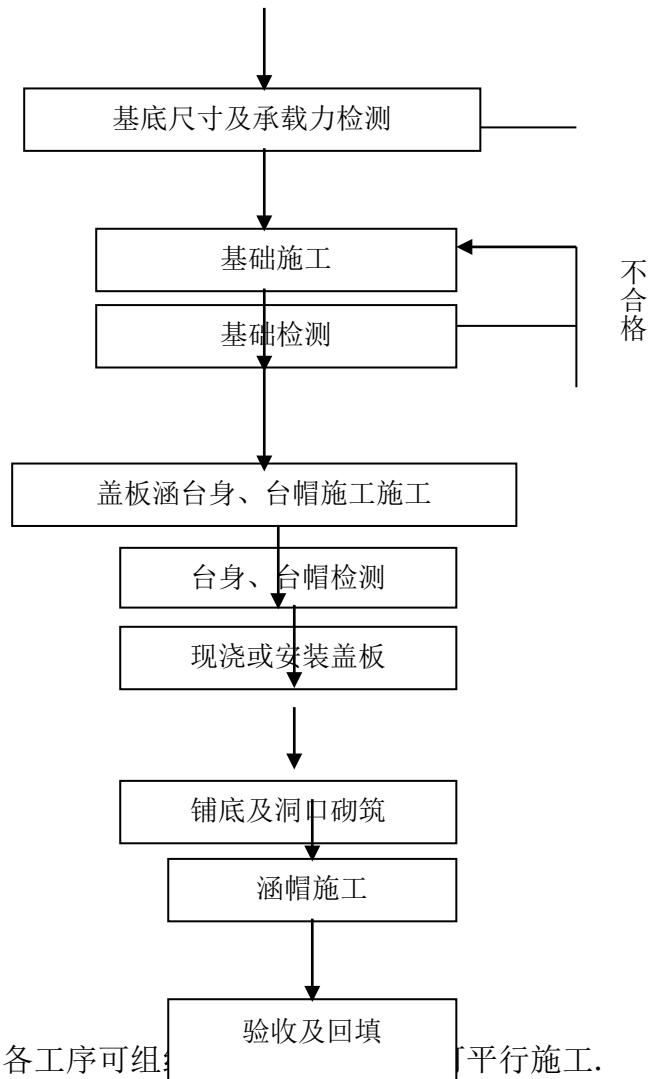 基底尺寸及承载力检测
基础施工
不合格
基础检测
盖板涵台身、台帽施工施工
台身、台帽检测
现浇或安装盖板
铺底及洞口砌筑
涵帽施工
验收及回填
各工序可组 平行施工.